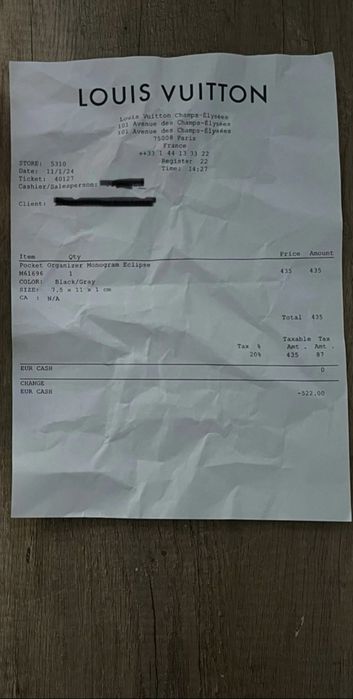 LOUIS VUITTON
Louis Vuitton Champs-Elysées
101 Avenue des Champs-Elysées
101 Avenue des Champs-Elysées
75008 Paris
France
++33 1 44 13 33 22
STORE: 5310
Register 22
Date: 11/1/24
Time: 14:27
Ticket: 40127
Cashier/Salesperson:
Client:
Item Qty Price Amount
Pocket Organizer Monogram Eclipse
M61696 1 435 435
COLOR: Black/Gray
SIZE: 7,5 x 11 x 1 cm
CA : N/A
Total 435
Taxable Tax
Tax % Amt . Amt .
20% 435 87
EUR CASH 0
CHANGE
EUR CASH -522.00